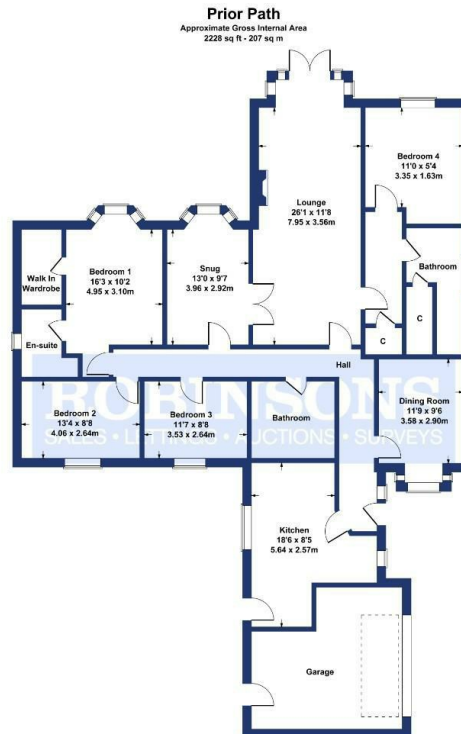 Prior Path
Approximate Gross Internal Area
2228 sq ft - 207 sq m
Bedroom 4
11'0 x 5'4
3.35 x 1.63m
Lounge
26'1 x 11'8
7.95 x 3.56m
Walk In
Wardrobe
Bedroom 1
16'3 x 10'2
4.95 x 3.10m
Snug
13'0 x 9'7
3.96 x 2.92m
Bathroom
En-suite
C
C
Hall
ROBINSONS
SALES • LETTINGS • AUCTIONS • SURVEYS
Bedroom 2
13'4 x 8'8
4.06 x 2.64m
Bedroom 3
11'7 x 8'8
3.53 x 2.64m
Bathroom
Dining Room
11'9 x 9'6
3.58 x 2.90m
Kitchen
18'6 x 8'5
5.64 x 2.57m
Garage